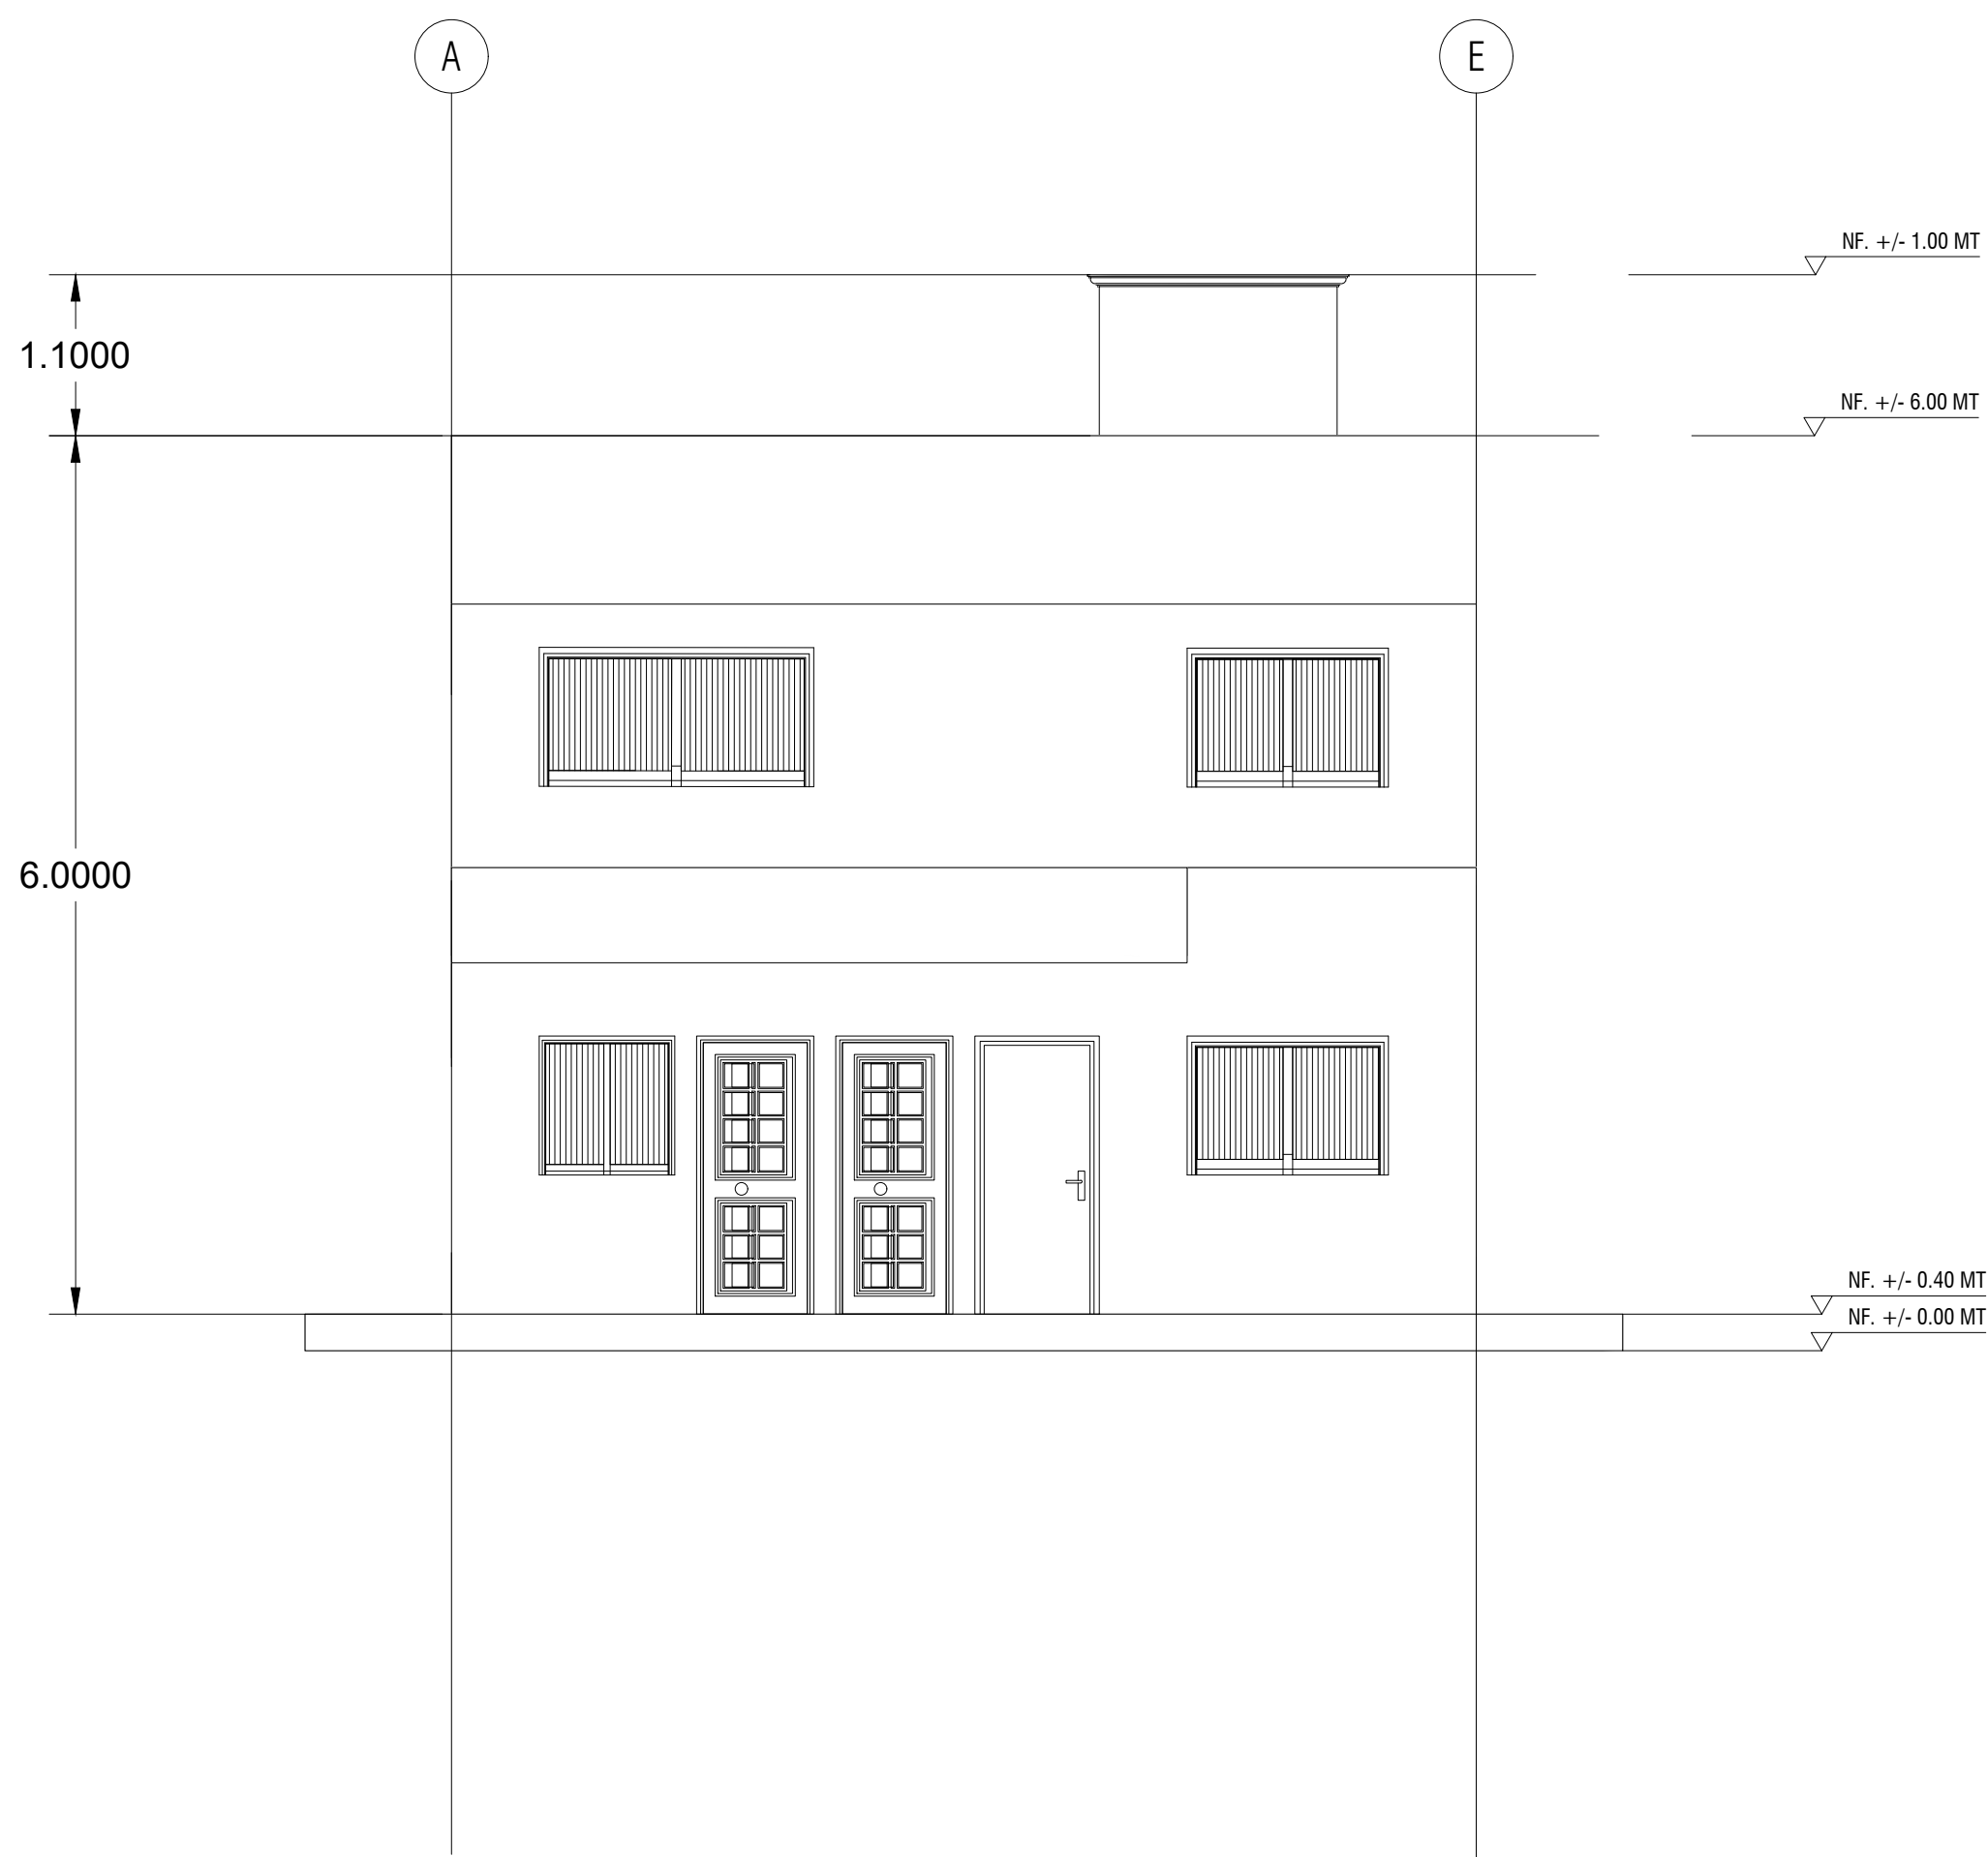 A
E
NF. +/- 1.00 MT
1.1000
NF. +/- 6.00 MT
6.0000
NF. +/- 0.40 MT
NF. +/- 0.00 MT